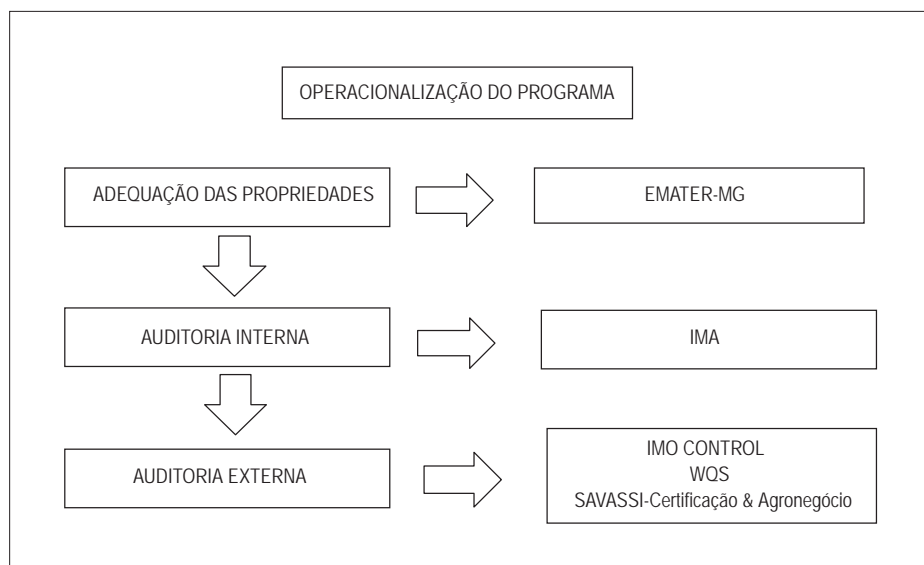 OPERACIONALIZAÇÃO DO PROGRAMA
ADEQUAÇÃO DAS PROPRIEDADES
EMATER-MG
AUDITORIA INTERNA
IMA
AUDITORIA EXTERNA
IMO CONTROL
WQS
SAVASSI-Certificação & Agronegócio